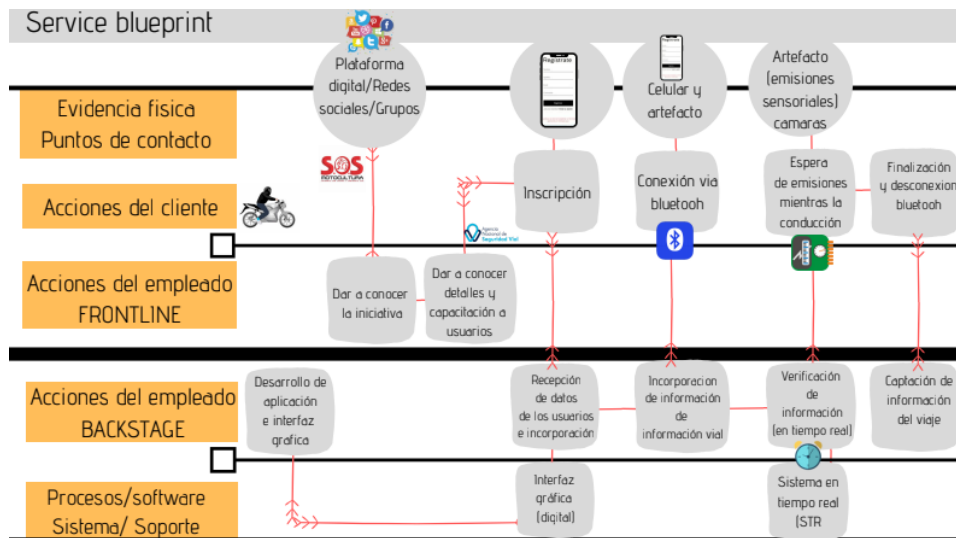 Service blueprint
Plataforma
digital/Redes
sociales/Grupos
Registrate
Celular y
artefacto
Artefacto
(emisiones
sensoriales)
camaras
Evidencia fisica
Puntos de contacto
SOS
MOTOCULTURA
Acciones del cliente
Inscripción
Conexión via
bluetooh
Espera
de emisiones
mientras la
conducción
Finalización
y desconexion
bluetooh
Agencia
Nacional de
Seguridad Vial
Acciones del empleado
FRONTLINE
Dar a conocer
la iniciativa
Dar a conocer
detalles y
capacitación a
usuarios
Acciones del empleado
BACKSTAGE
Desarrollo de
aplicación
e interfaz
grafica
Recepción
de datos
de los usuarios
e incorporación
Incorporacion
de información
de
información vial
Verificación
de
información
(en tiempo real)
Captación de
información
del viaje
Procesos/software
Sistema/ Soporte
Interfaz
gráfica
(digital)
Sistema en
tiempo real
(STR